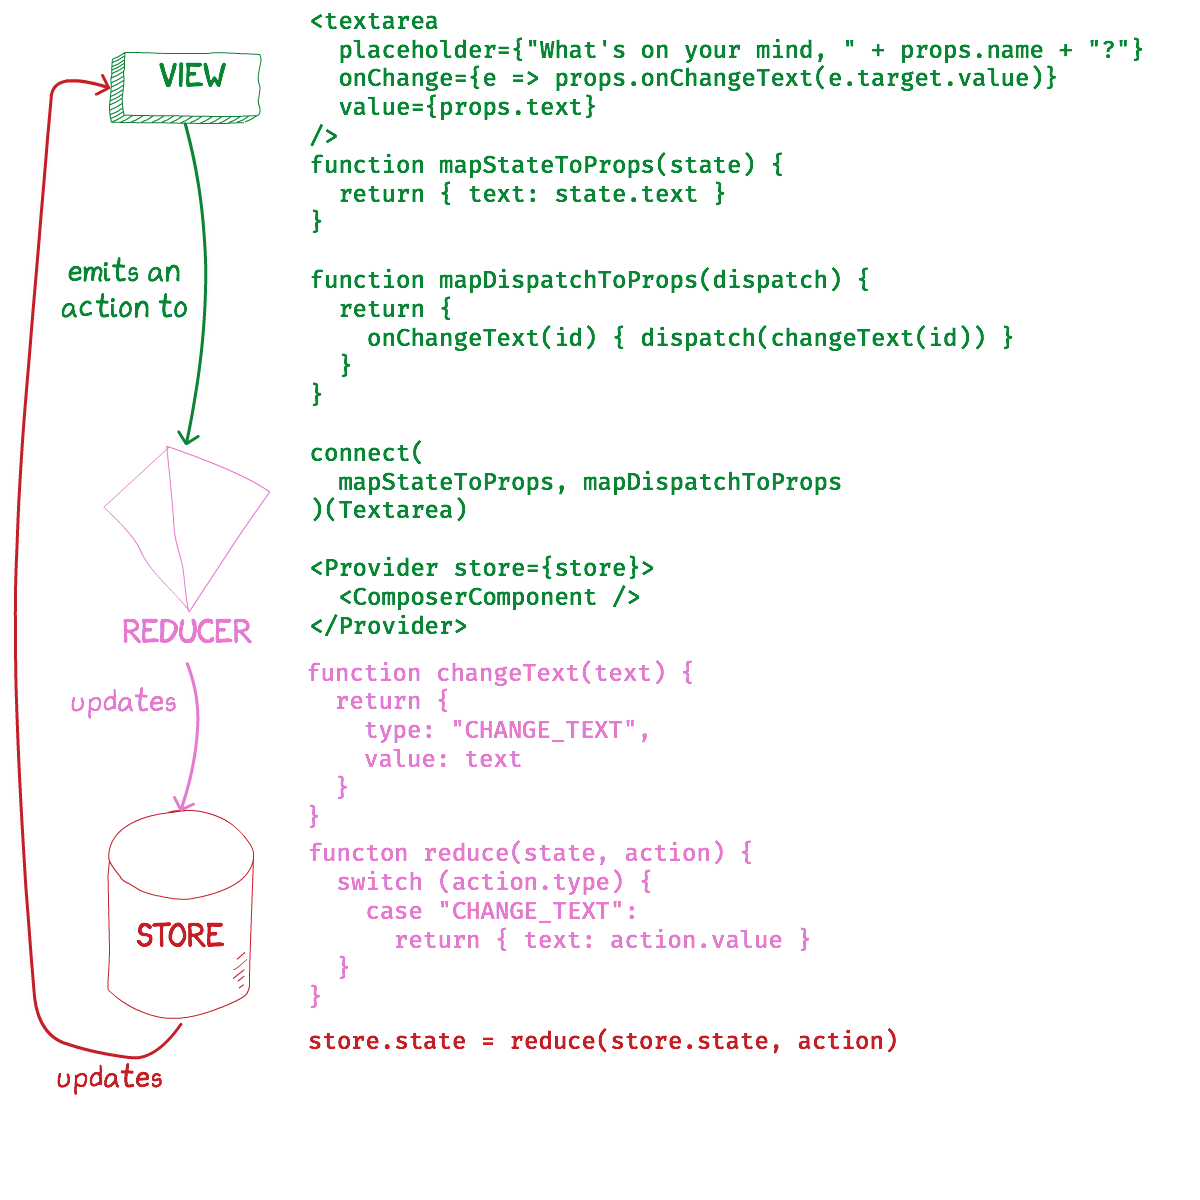 VIEW
emits an
action to
REDUCER
updates
STORE
updates
<textarea
  placeholder={"What's on your mind, " + props.name + "?"}
  onChange={e => props.onChangeText(e.target.value)}
  value={props.text}
/>
function mapStateToProps(state) {
  return { text: state.text }
}
function mapDispatchToProps(dispatch) {
  return {
    onChangeText(id) { dispatch(changeText(id)) }
  }
}
connect(
  mapStateToProps, mapDispatchToProps
)(Textarea)
<Provider store={store}>
  <ComposerComponent />
</Provider>
function changeText(text) {
  return {
    type: "CHANGE_TEXT",
    value: text
  }
}
functon reduce(state, action) {
  switch (action.type) {
    case "CHANGE_TEXT":
      return { text: action.value }
  }
}
store.state = reduce(store.state, action)